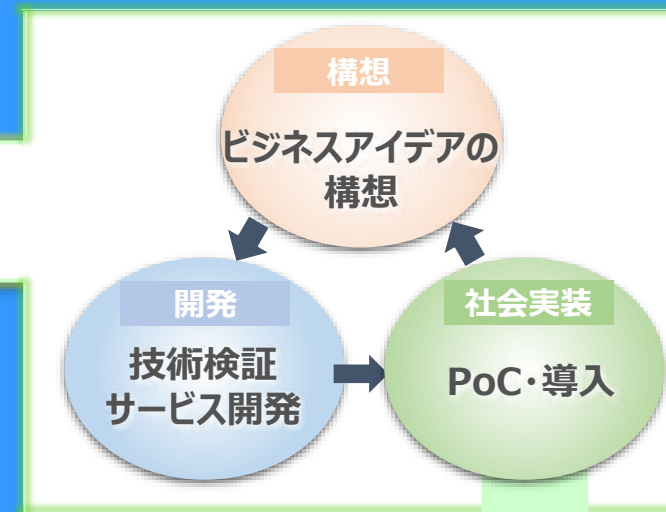 構想
ビジネスアイデアの
構想
開発
技術検証
サービス開発
社会実装
PoC・導入